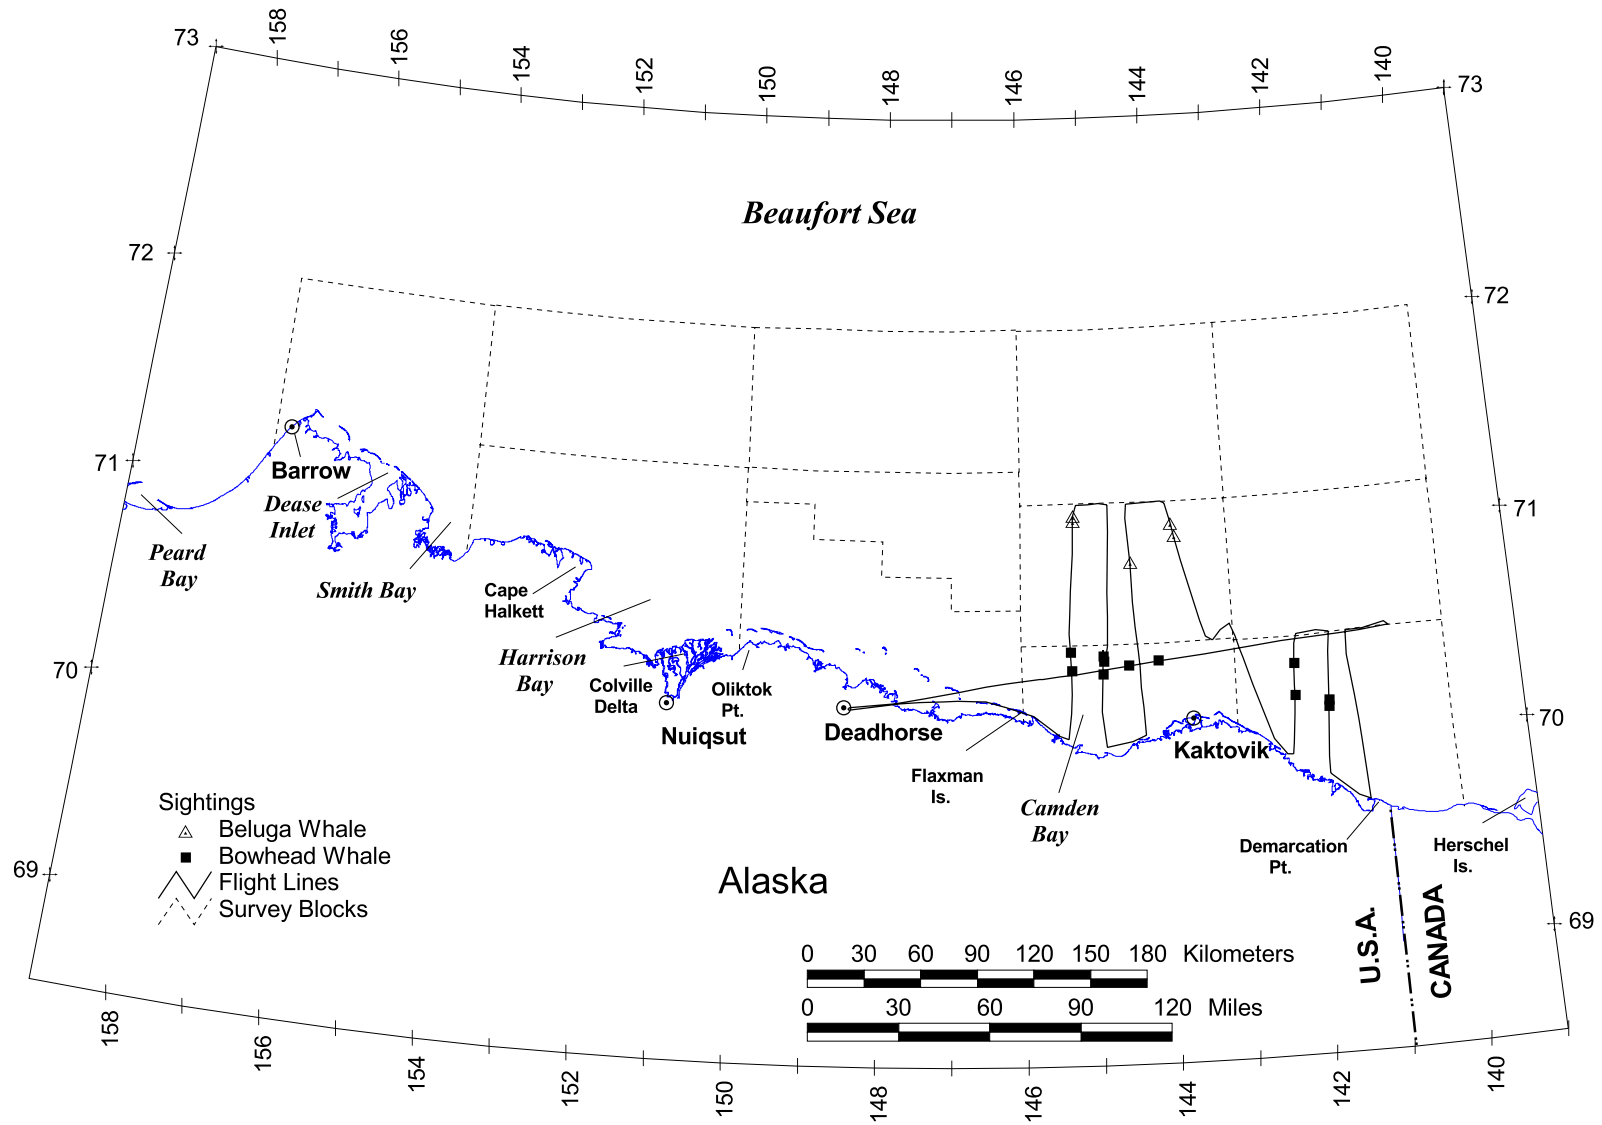 158
156
154
152
150
148
146
144
142
140
73
73
Beaufort Sea
72
72
71
71
Barrow
Dease
Inlet
Peard
Bay
Smith Bay
Cape
Halkett
Harrison
Bay
Colville
Delta
Oliktok
Pt.
Nuiqsut
Deadhorse
Kaktovik
70
70
Flaxman
Is.
Camden
Bay
Demarcation
Pt.
Herschel
Is.
Sightings
Beluga Whale
Bowhead Whale
Flight Lines
Survey Blocks
69
69
Alaska
U.S.A.
CANADA
0 30 60 90 120 150 180 Kilometers
0 30 60 90 120 Miles
158
156
154
152
150
148
146
144
142
140